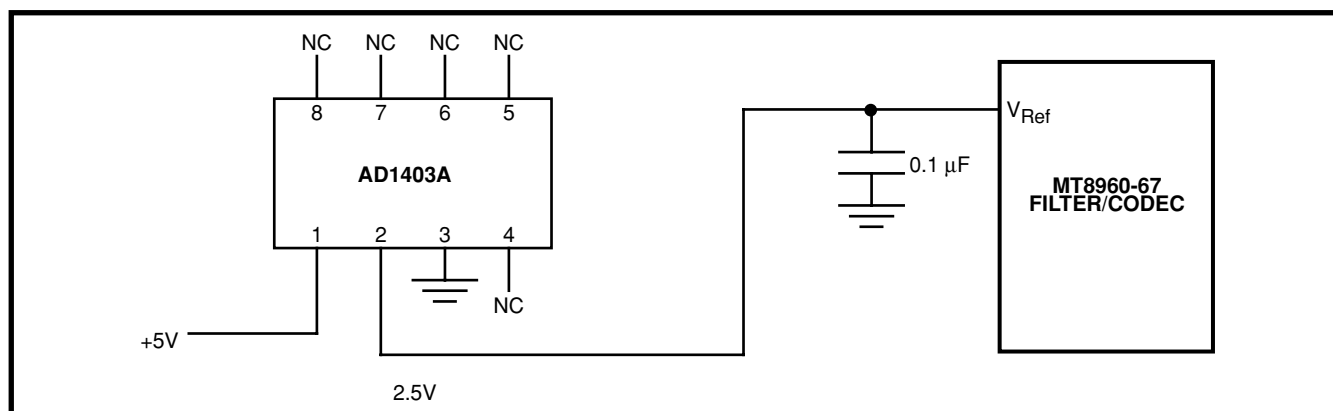 NC NC NC NC
8 7 6 5
V_Ref
AD1403A
0.1 μF
MT8960-67
FILTER/CODEC
1 2 3 4
NC
+5V
2.5V